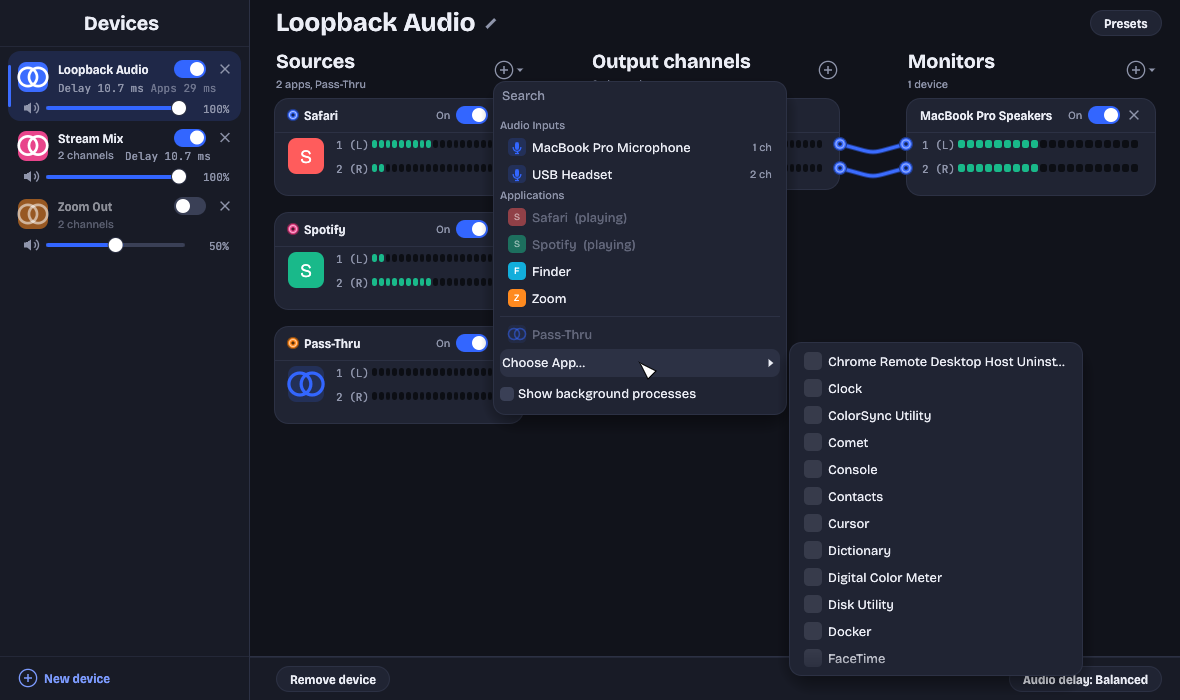 Devices
Loopback Audio
Delay 10.7 ms Apps 29 ms
100%
Stream Mix
2 channels Delay 10.7 ms
100%
Zoom Out
2 channels
50%
New device
Loopback Audio
Presets
Sources
2 apps, Pass-Thru
Output channels
Monitors
1 device
Safari On
S
1 (L)
2 (R)
Spotify On
S
1 (L)
2 (R)
Pass-Thru On
1 (L)
2 (R)
Search
Audio Inputs
MacBook Pro Microphone 1 ch
USB Headset 2 ch
Applications
S Safari (playing)
S Spotify (playing)
F Finder
Z Zoom
Pass-Thru
Choose App...
Show background processes
MacBook Pro Speakers On
1 (L)
2 (R)
Chrome Remote Desktop Host Uninst...
Clock
ColorSync Utility
Comet
Console
Contacts
Cursor
Dictionary
Digital Color Meter
Disk Utility
Docker
FaceTime
Remove device
Audio delay: Balanced